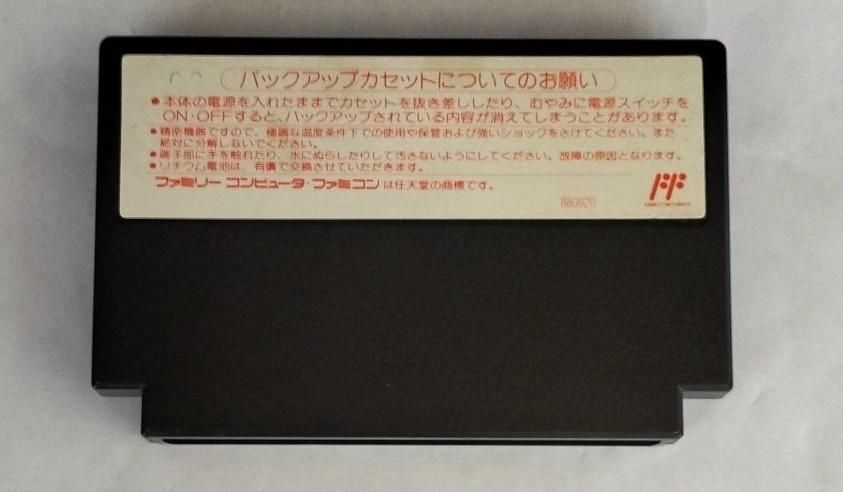 バックアップカセットについてのお願い
●本体の電源を入れたままでカセットを抜き差ししたり、むやみに電源スイッチを
ON・OFFすると、バックアップされている内容が消えてしまうことがあります。
●精密機器ですので、極端な温度条件下での使用や保管および強いショックをさけてください。また
絶対に分解しないでください。
●端子部に手を触れたり、水にぬらしたりして汚さないようにしてください。故障の原因となります。
●リチウム電池は、有償で交換させていただきます。
ファミリー コンピュータ・ファミコンは任天堂の商標です。
880920